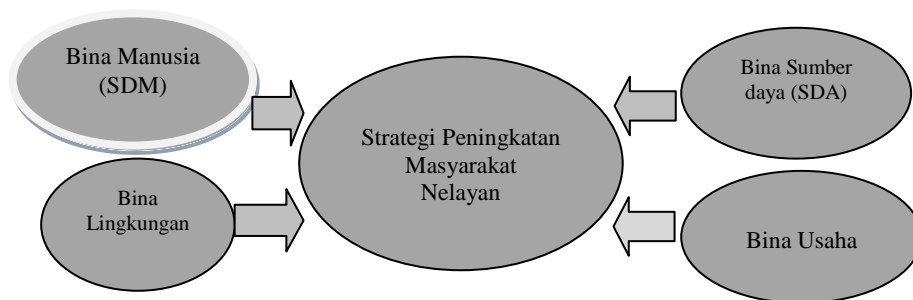 Bina Manusia
(SDM)
Bina
Lingkungan
Strategi Peningkatan
Masyarakat
Nelayan
Bina Sumber
daya (SDA)
Bina Usaha